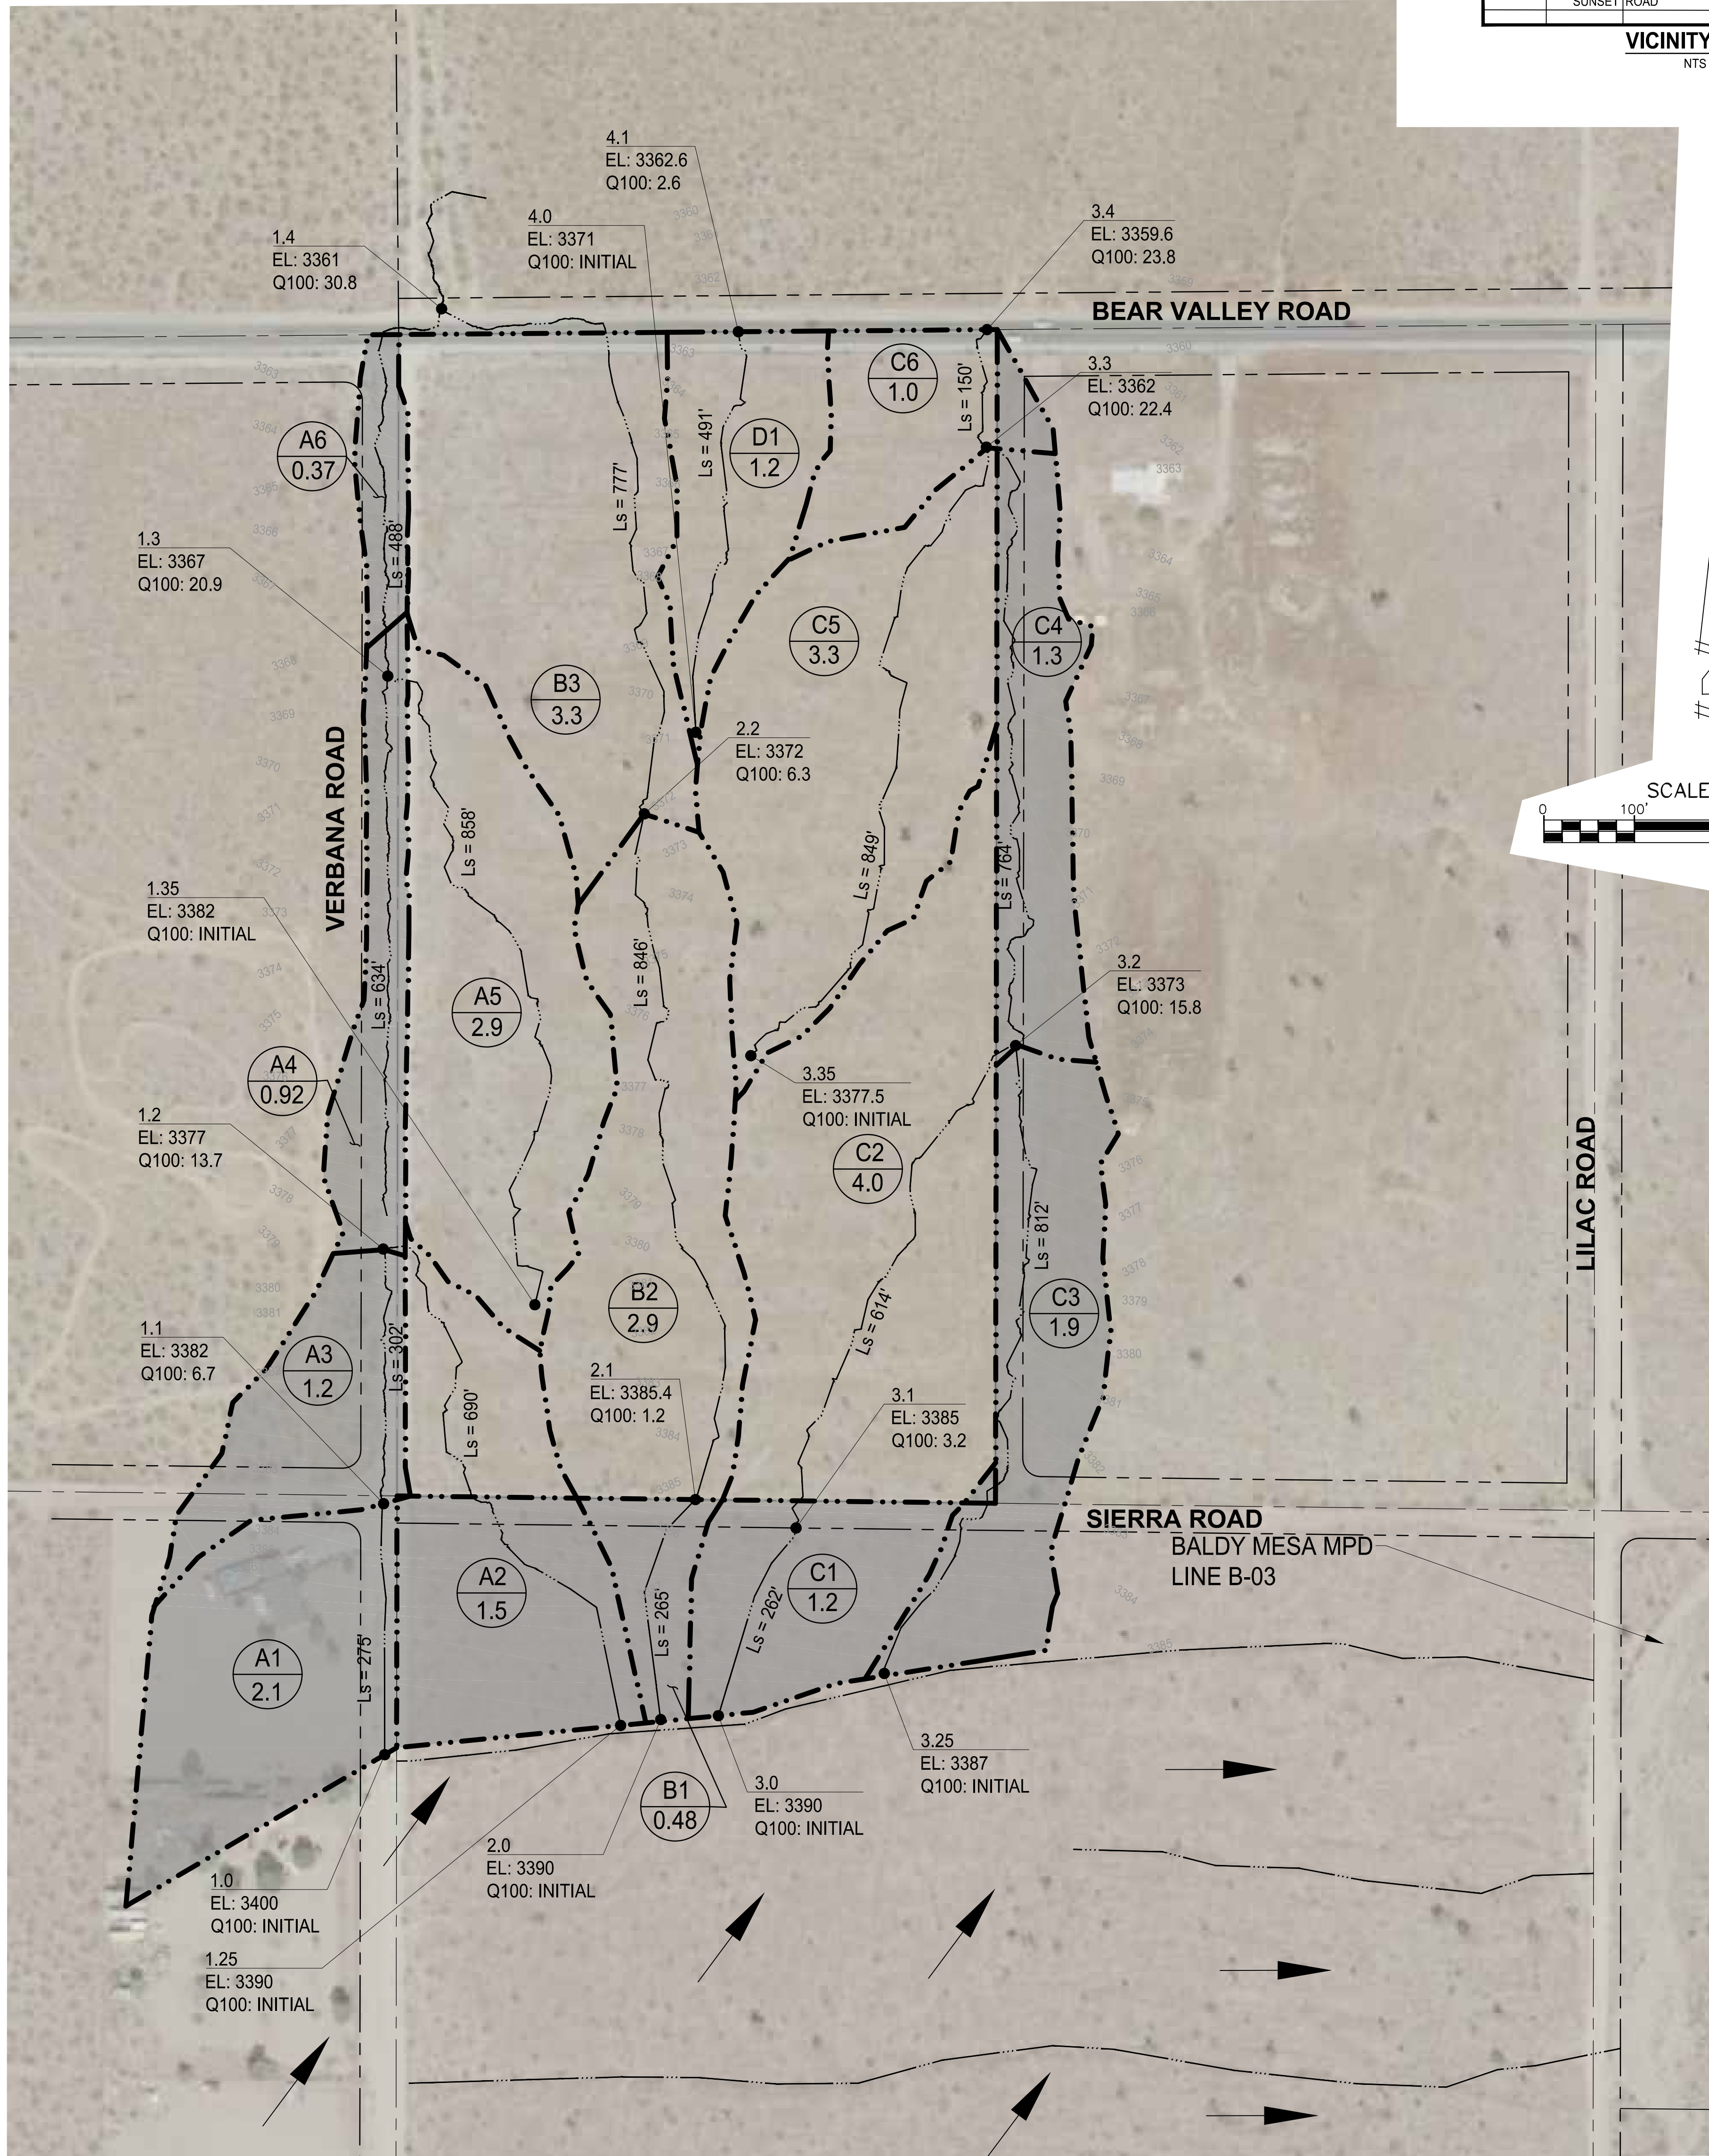 SUNSET ROAD
VICINITY
NTS
4.1
EL: 3362.6
Q100: 2.6
4.0
EL: 3371
Q100: INITIAL
1.4
EL: 3361
Q100: 30.8
3.4
EL: 3359.6
Q100: 23.8
BEAR VALLEY ROAD
3.3
EL: 3362
Q100: 22.4
C6
1.0
Ls = 150'
A6
0.37
D1
1.2
Ls = 491'
Ls = 777'
Ls = 488'
1.3
EL: 3367
Q100: 20.9
C5
3.3
C4
1.3
B3
3.3
2.2
EL: 3372
Q100: 6.3
VERBANA ROAD
SCALE
0 100'
Ls = 858'
Ls = 849'
Ls = 764'
1.35
EL: 3382
Q100: INITIAL
Ls = 846'
Ls = 634'
3.2
EL: 3373
Q100: 15.8
A5
2.9
A4
0.92
3.35
EL: 3377.5
Q100: INITIAL
1.2
EL: 3377
Q100: 13.7
C2
4.0
LILAC ROAD
Ls = 812'
B2
2.9
C3
1.9
Ls = 614'
1.1
EL: 3382
Q100: 6.7
A3
1.2
Ls = 302'
2.1
EL: 3385.4
Q100: 1.2
3.1
EL: 3385
Q100: 3.2
Ls = 690'
SIERRA ROAD
BALDY MESA MPD
LINE B-03
A2
1.5
C1
1.2
Ls = 265'
Ls = 262'
A1
2.1
Ls = 275'
3.25
EL: 3387
Q100: INITIAL
B1
0.48
3.0
EL: 3390
Q100: INITIAL
2.0
EL: 3390
Q100: INITIAL
1.0
EL: 3400
Q100: INITIAL
1.25
EL: 3390
Q100: INITIAL